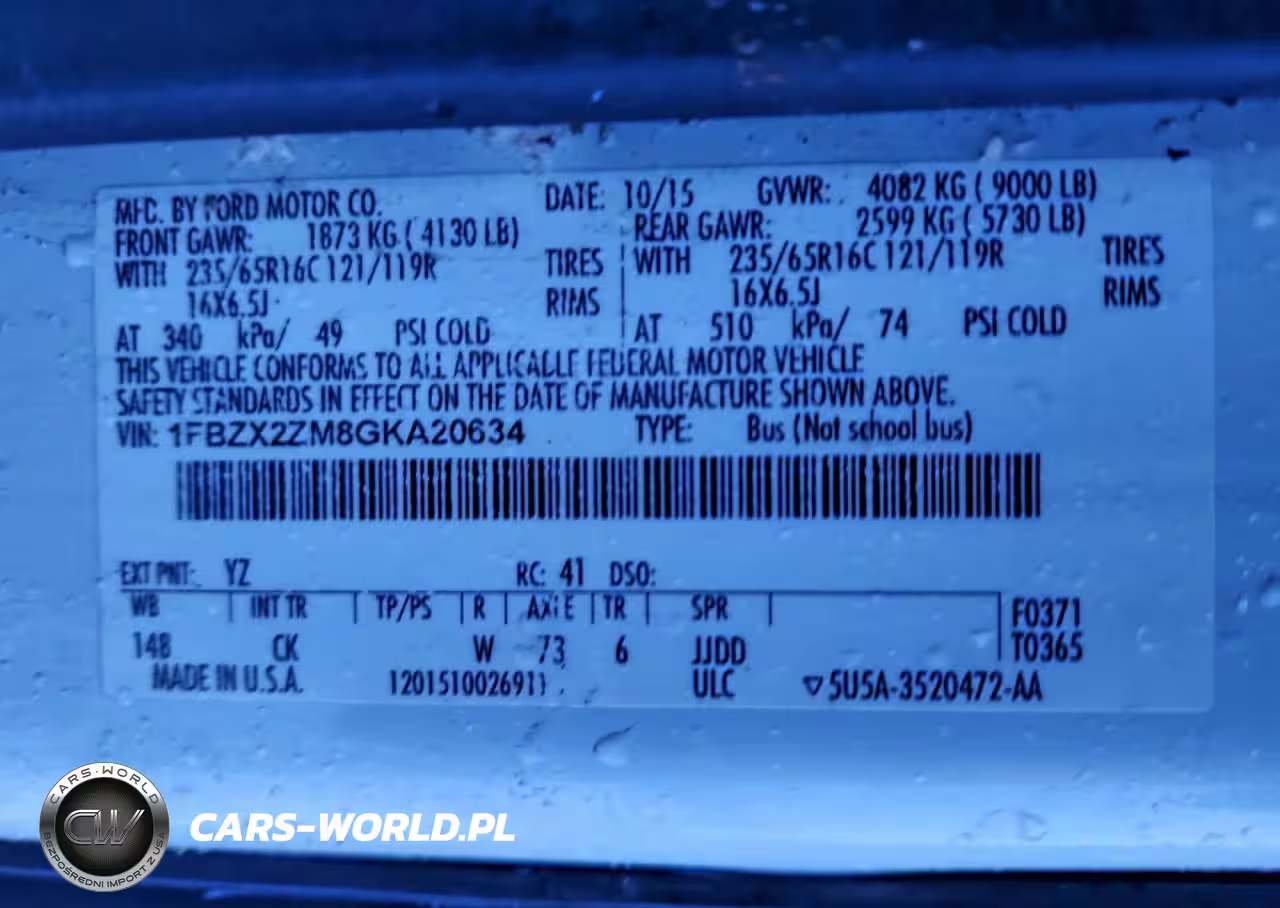 MFC. BY FORD MOTOR CO. DATE: 10/15 GVWR: 4082 KG ( 9000 LB)
FRONT GAWR: 1873 KG ( 4130 LB) REAR GAWR: 2599 KG ( 5730 LB)
WITH 235/65R16C 121/119R TIRES WITH 235/65R16C 121/119R TIRES
16X6.5J RIMS 16X6.5J RIMS
AT 340 kPa/ 49 PSI COLD AT 510 kPa/ 74 PSI COLD
THIS VEHICLE CONFORMS TO ALL APPLICABLE FEDERAL MOTOR VEHICLE
SAFETY STANDARDS IN EFFECT ON THE DATE OF MANUFACTURE SHOWN ABOVE.
VIN: 1FBZX2ZM8GKA20634 TYPE: Bus (Not school bus)
EXT PNT: YZ RC: 41 DSO:
WB INT TR TP/PS R AXLE TR SPR F0371
148 CK W 73 6 JJDD T0365
MADE IN U.S.A. ULC ▽5U5A-3520472-AA
CARS-WORLD
CW
BEZPOŚREDNI IMPORT Z USA
CARS-WORLD.PL